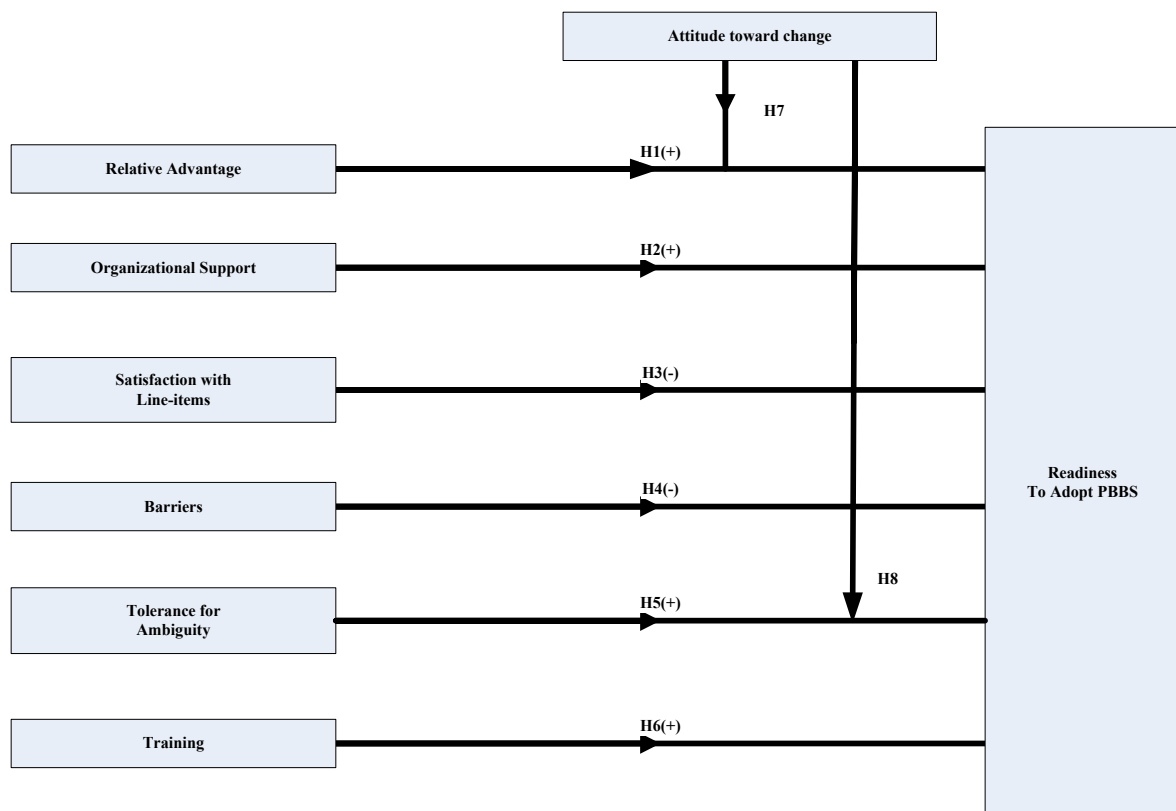 Attitude toward change
H7
H1(+)
Relative Advantage
H2(+)
Organizational Support
H3(-)
Satisfaction with
Line-items
Readiness
To Adopt PBBS
H4(-)
Barriers
H8
H5(+)
Tolerance for
Ambiguity
H6(+)
Training